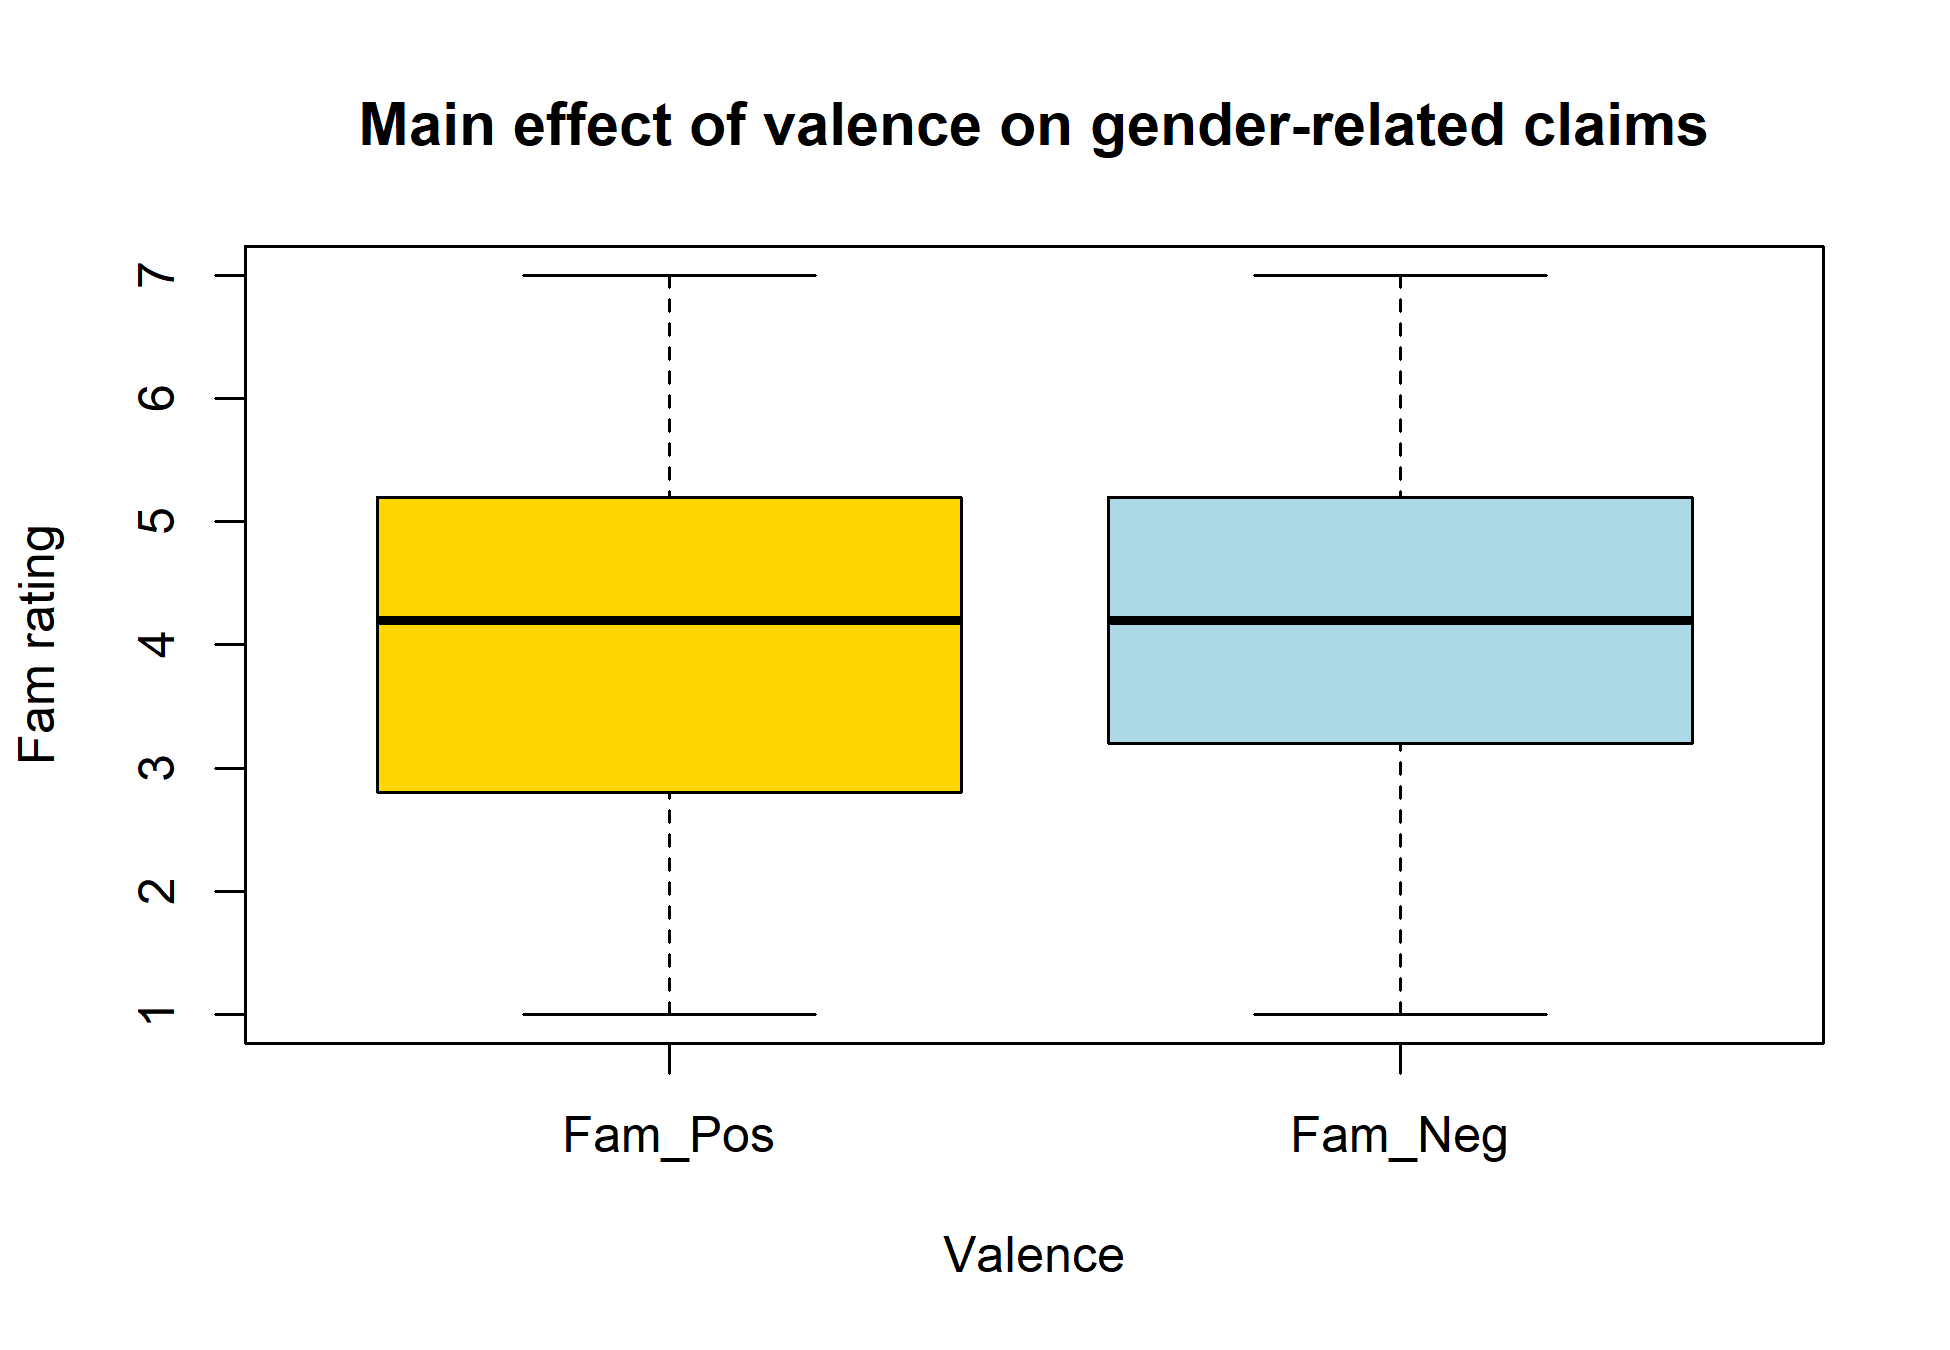 Main effect of valence on gender-related claims
Fam rating
7
6
5
4
3
2
1
Fam_Pos
Fam_Neg
Valence